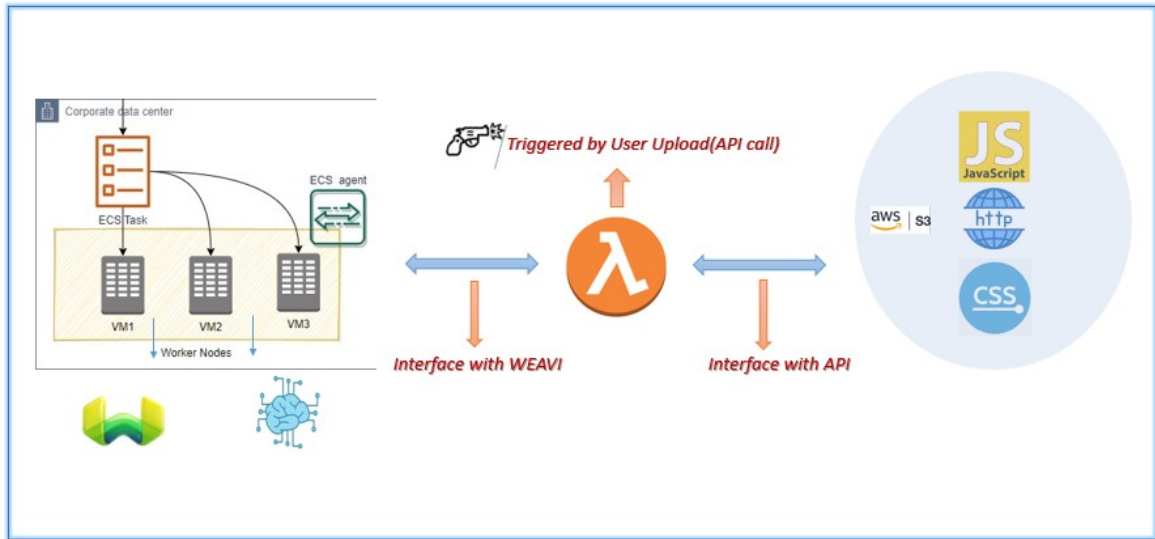 Corporate data center
ECS Task
ECS agent
VM1
VM2
VM3
Worker Nodes
Triggered by User Upload(API call)
Interface with WEAVI
Interface with API
JS
JavaScript
aws | S3
http
CSS